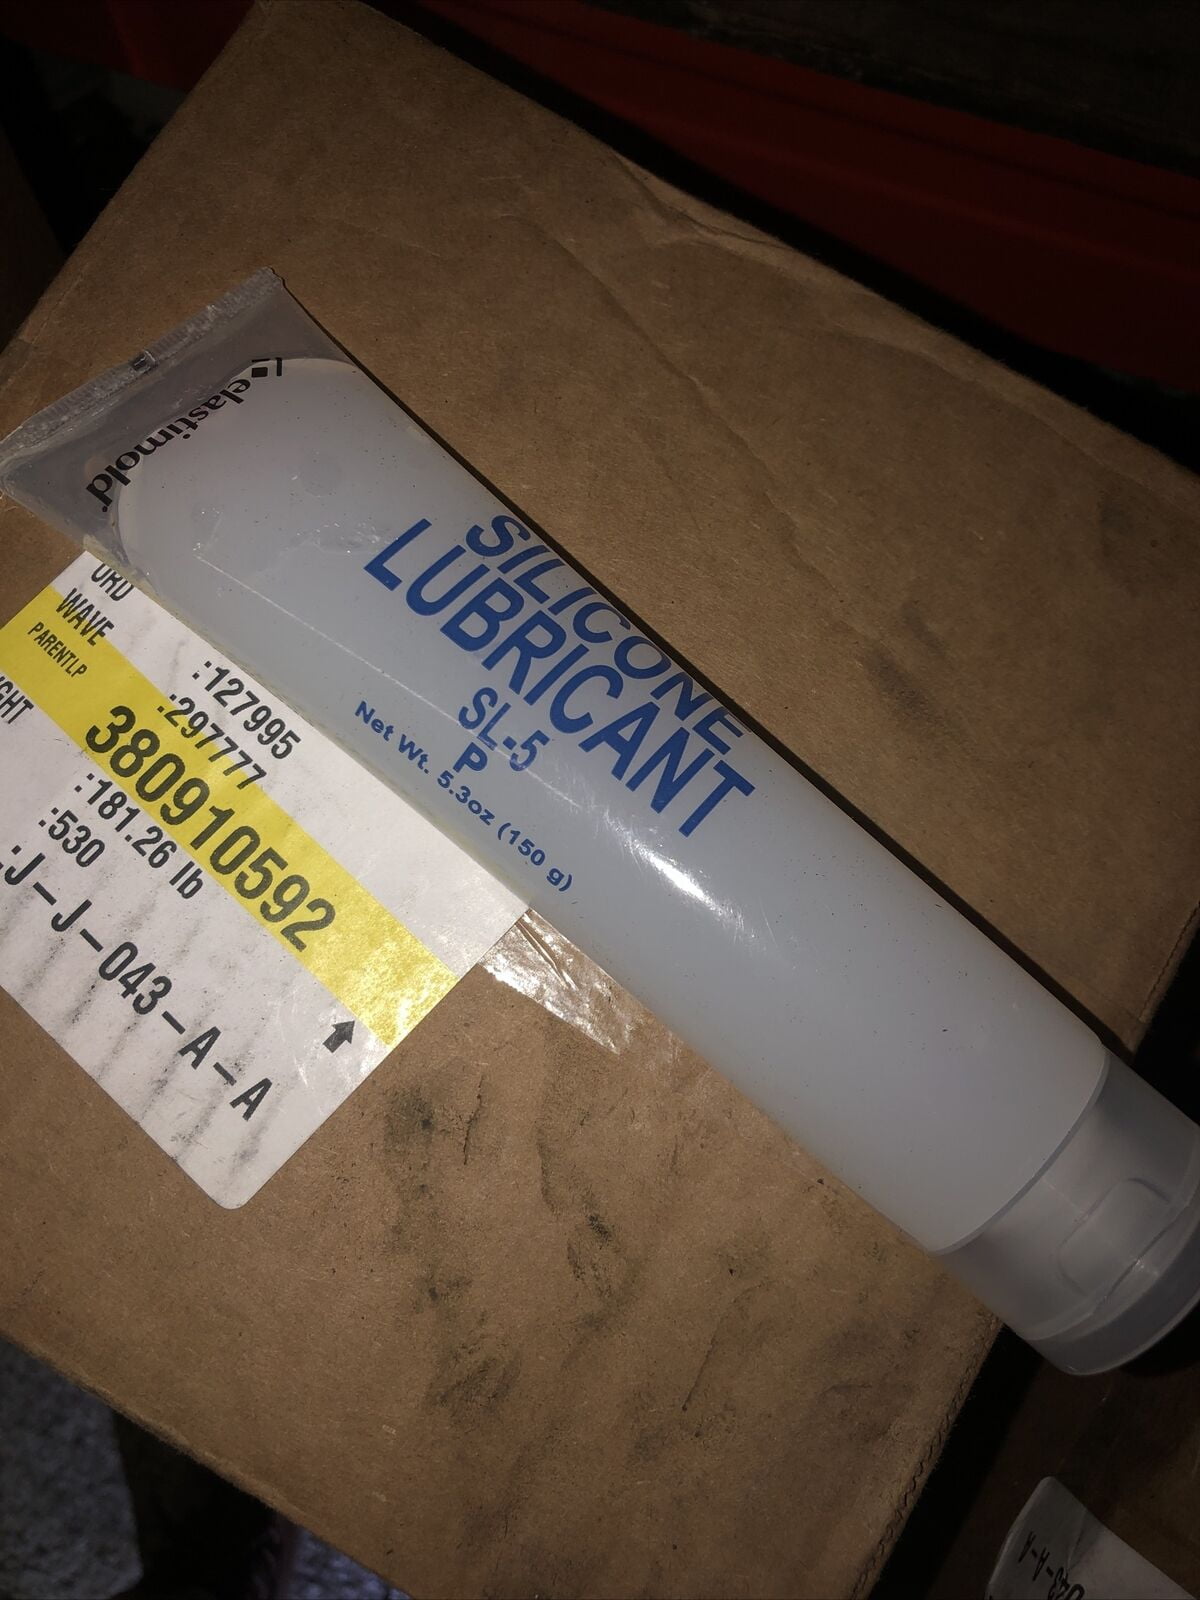 elastimold
SILICONE
LUBRICANT
SL-5
P
Net Wt. 5.3oz (150 g)
ORD :127995
WAVE :29777
PARENTLP 380910592
:181.26 lb
:530
:J-J-043-A-A